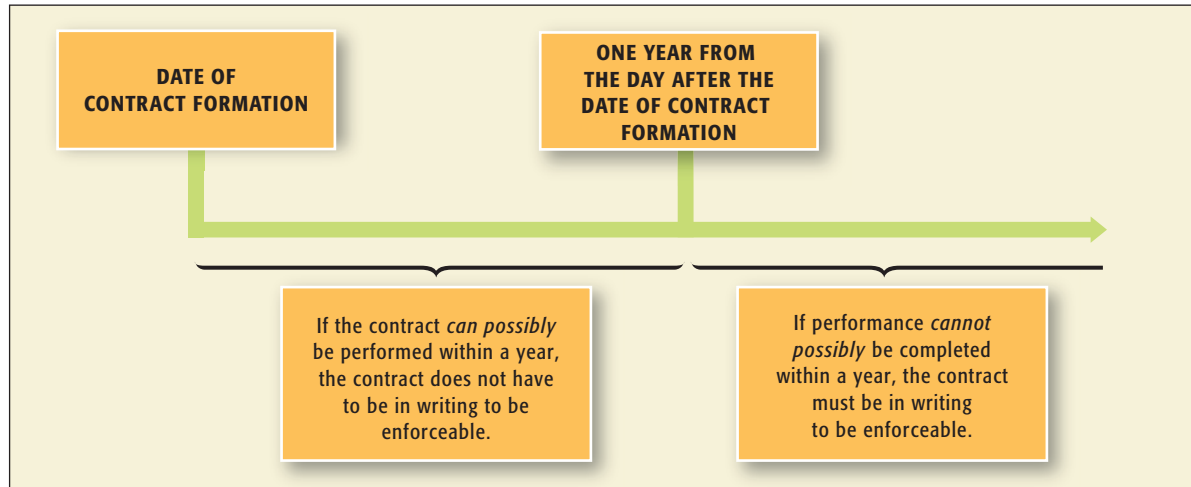 DATE OF
CONTRACT FORMATION
ONE YEAR FROM
THE DAY AFTER THE
DATE OF CONTRACT
FORMATION
If the contract can possibly
be performed within a year,
the contract does not have
to be in writing to be
enforceable.
If performance cannot
possibly be completed
within a year, the contract
must be in writing
to be enforceable.